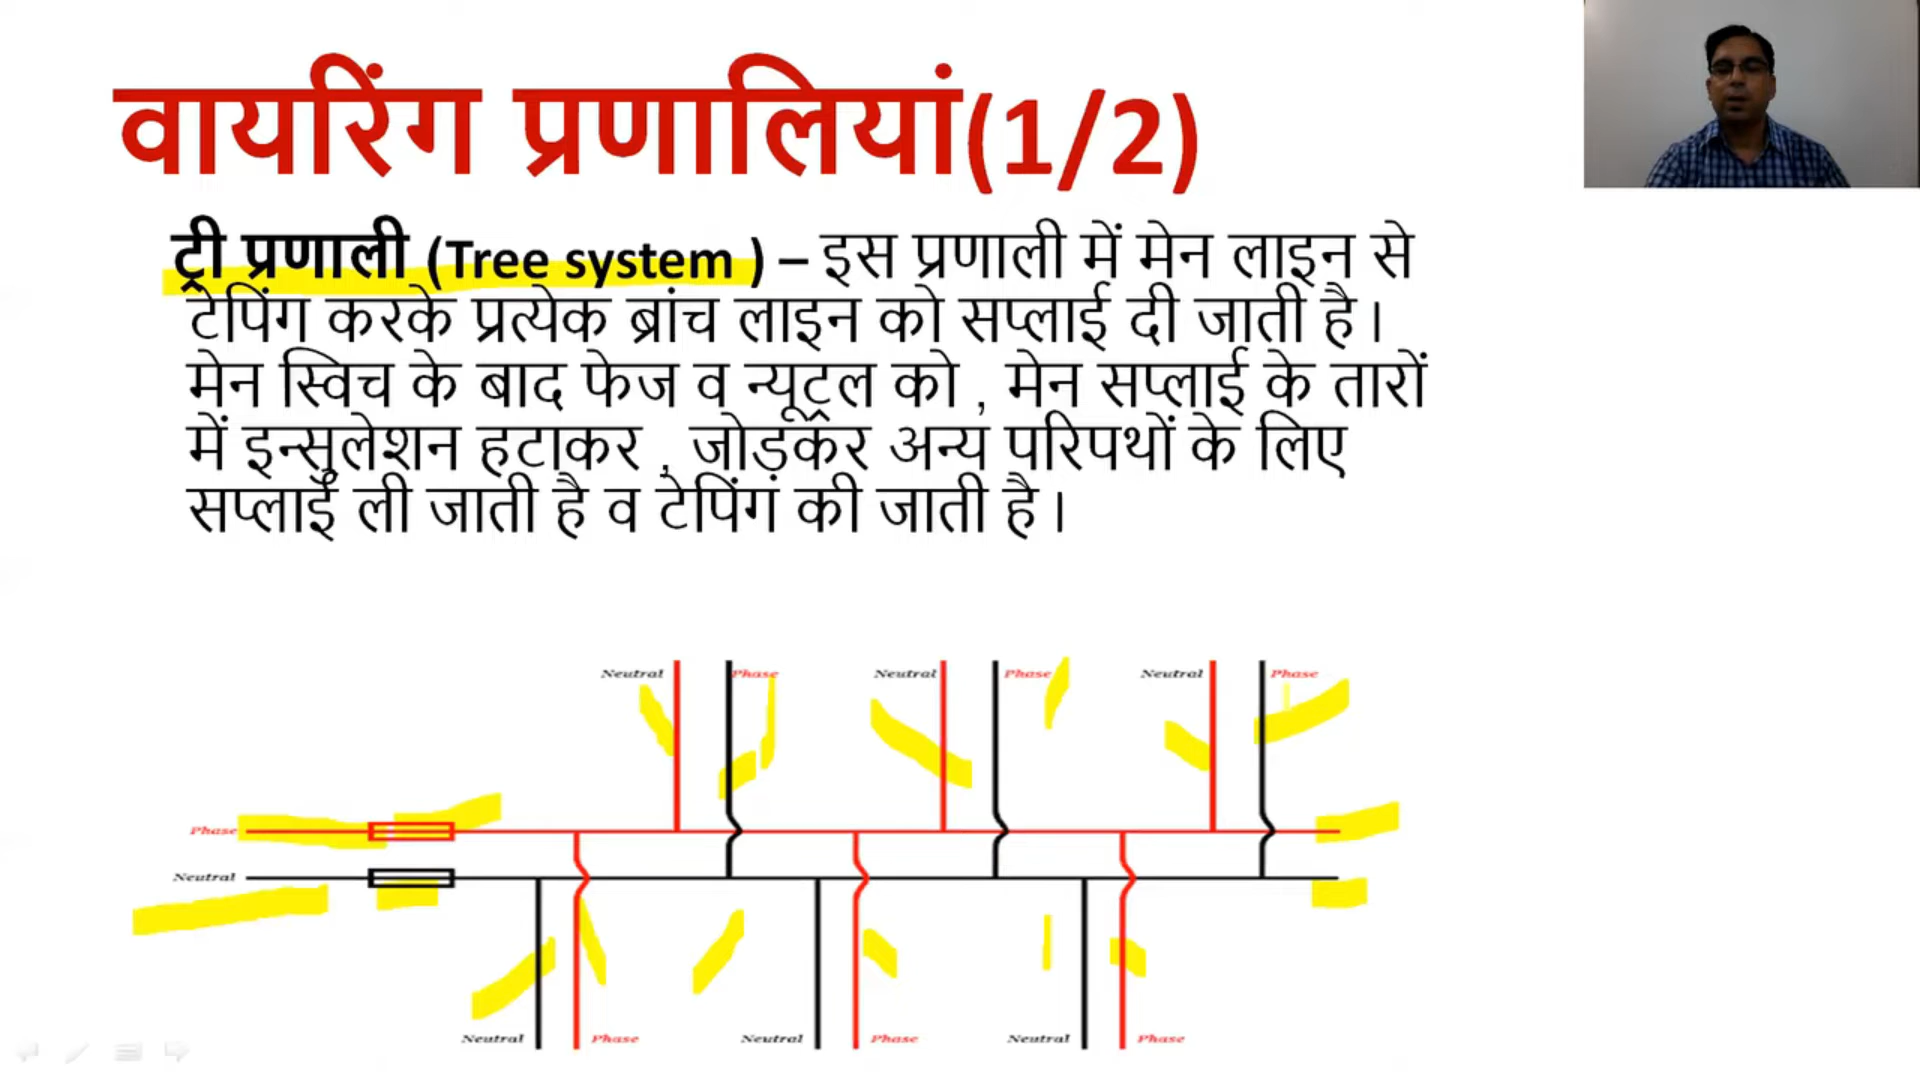 वायरिंग प्रणालियां(1/2)
ट्री प्रणाली (Tree system ) – इस प्रणाली में मेन लाइन से
टेपिंग करके प्रत्येक ब्रांच लाइन को सप्लाई दी जाती है।
मेन स्विच के बाद फेज व न्यूट्रल को , मेन सप्लाई के तारों
में इन्सुलेशन हटाकर , जोड़कर अन्य परिपथों के लिए
सप्लाई ली जाती है व टेपिंग की जाती है।
Neutral Phase Neutral Phase Neutral Phase
Phase
Neutral
Neutral Phase Neutral Phase Neutral Phase